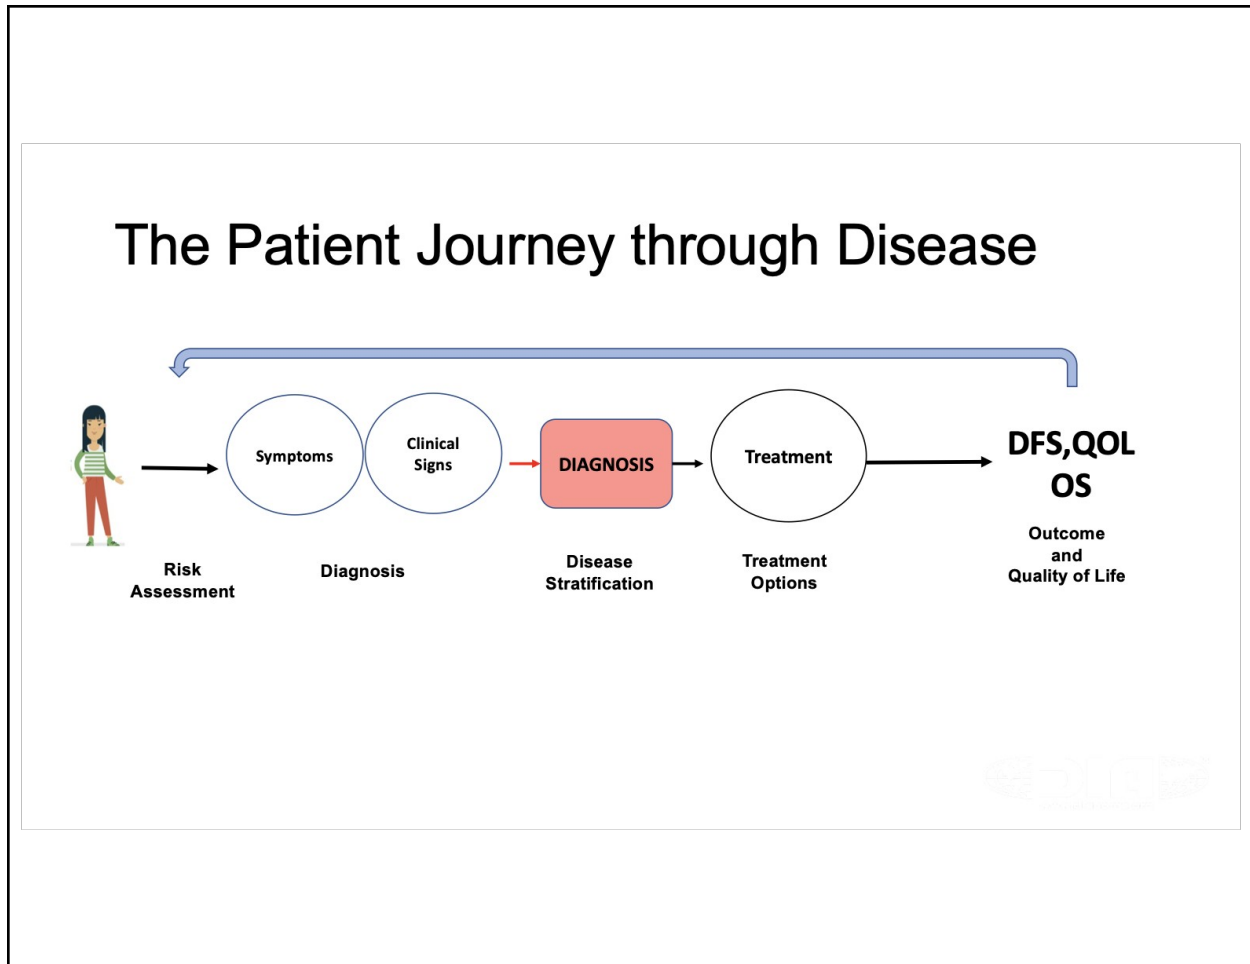 The Patient Journey through Disease
Symptoms
Clinical
Signs
DIAGNOSIS
Treatment
DFS,QOL
OS
Risk
Assessment
Diagnosis
Disease
Stratification
Treatment
Options
Outcome
and
Quality of Life